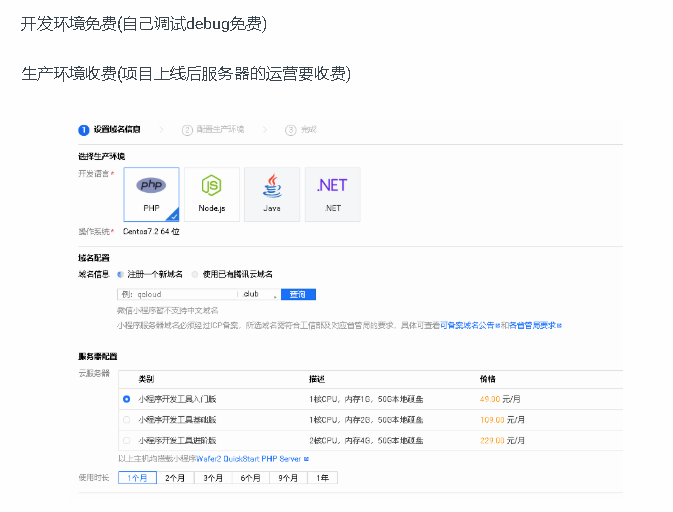 开发环境免费(自己调试debug免费)
生产环境收费(项目上线后服务器的运营要收费)
1 设置域名信息 2 配置生产环境 3 完成
选择生产环境
开发语言*
php
JS
.NET
PHP Node.js Java .NET
操作系统* Centos7.2 64 位
域名配置
域名信息 注册一个新域名 使用已有腾讯云域名
例: qcloud .club 查询
微信小程序暂不支持中文域名
小程序服务器域名必须经过ICP备案，所选域名需符合工信部及对应省管局的要求，具体可查看可备案域名公告和各省管局要求
服务器配置
云服务器 类别 描述 价格
小程序开发工具入门版 1核CPU，内存1G，50G本地硬盘 49.00 元/月
小程序开发工具基础版 1核CPU，内存2G，50G本地硬盘 109.00 元/月
小程序开发工具进阶版 2核CPU，内存4G，50G本地硬盘 229.00 元/月
以上主机均搭载小程序Wafer2 QuickStart PHP Server
使用时长 1个月 2个月 3个月 6个月 9个月 1年